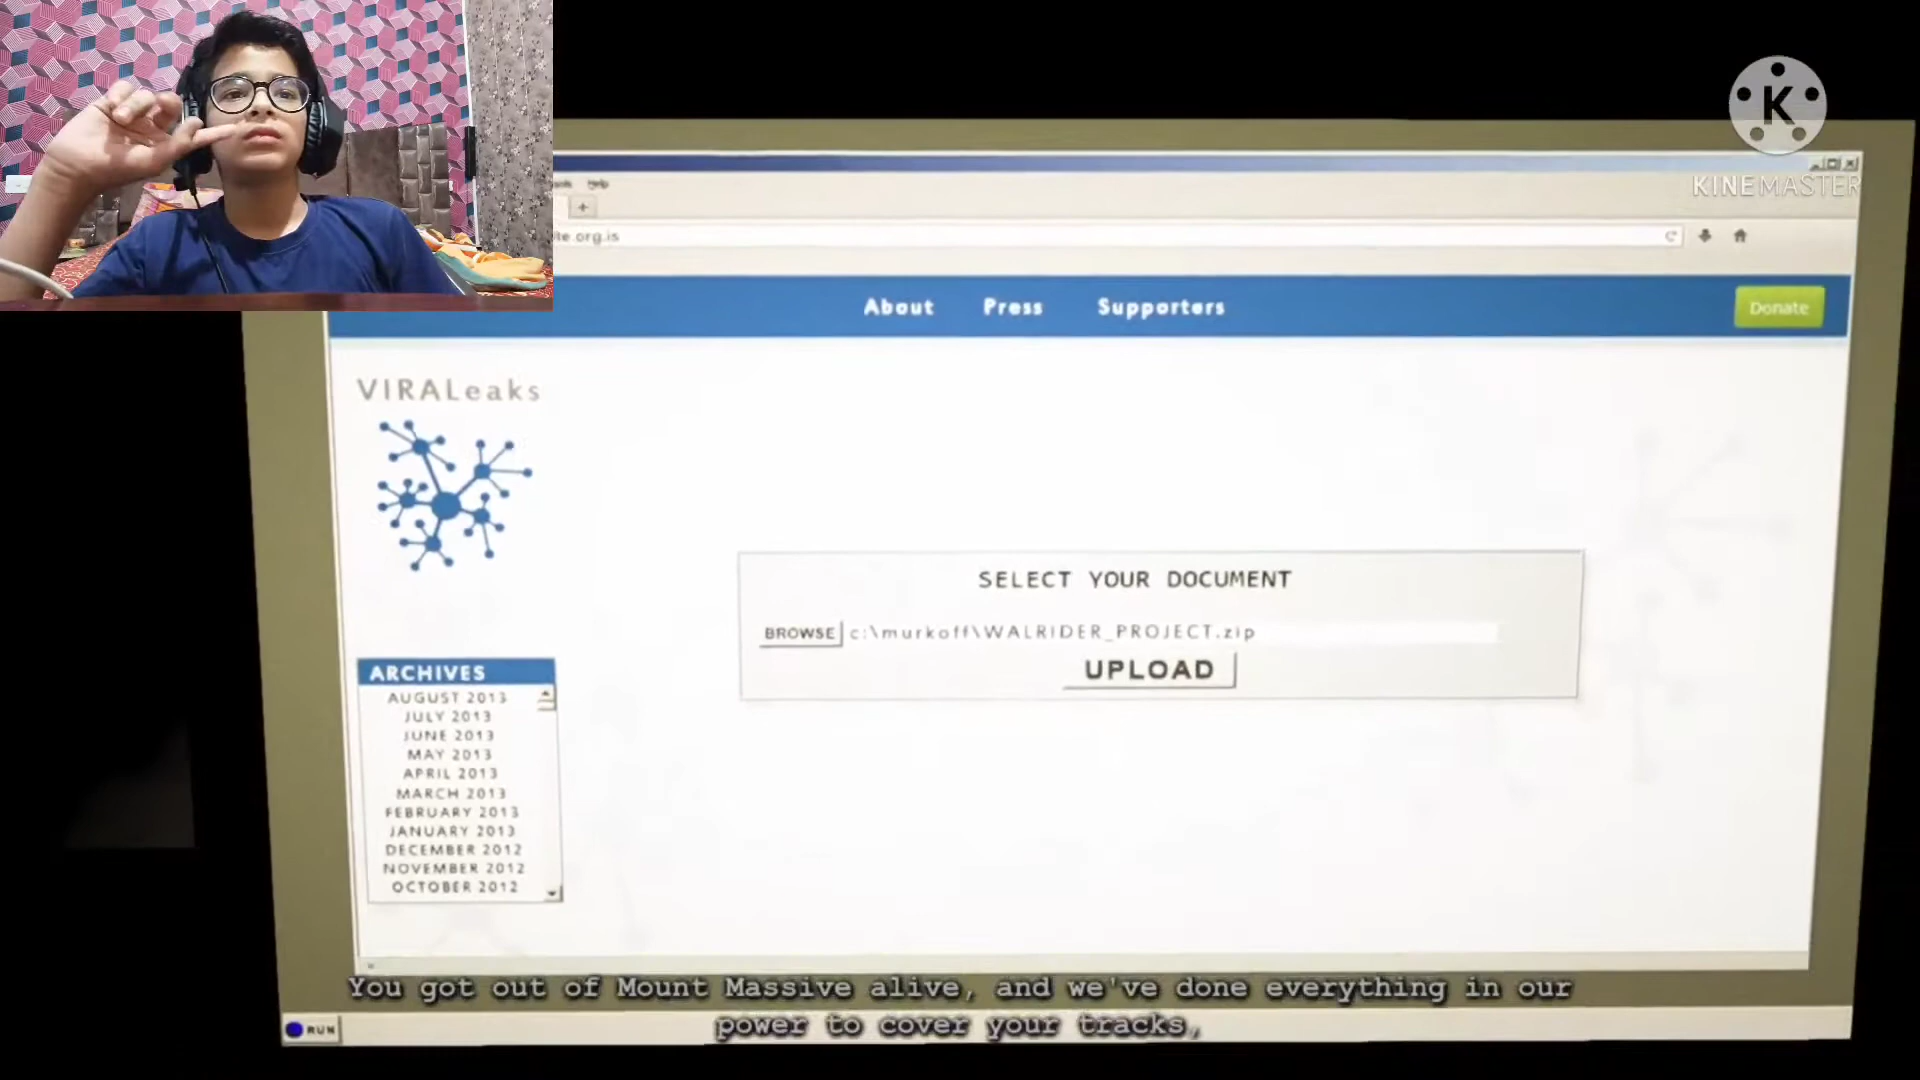 K
KINEMASTER
Help
+
te.org.is
About Press Supporters Donate
VIRALeaks
SELECT YOUR DOCUMENT
BROWSE c:\murkoff\WALRIDER_PROJECT.zip
UPLOAD
ARCHIVES
AUGUST 2013
JULY 2013
JUNE 2013
MAY 2013
APRIL 2013
MARCH 2013
FEBRUARY 2013
JANUARY 2013
DECEMBER 2012
NOVEMBER 2012
OCTOBER 2012
You got out of Mount Massive alive, and we've done everything in our
power to cover your tracks,
RUN